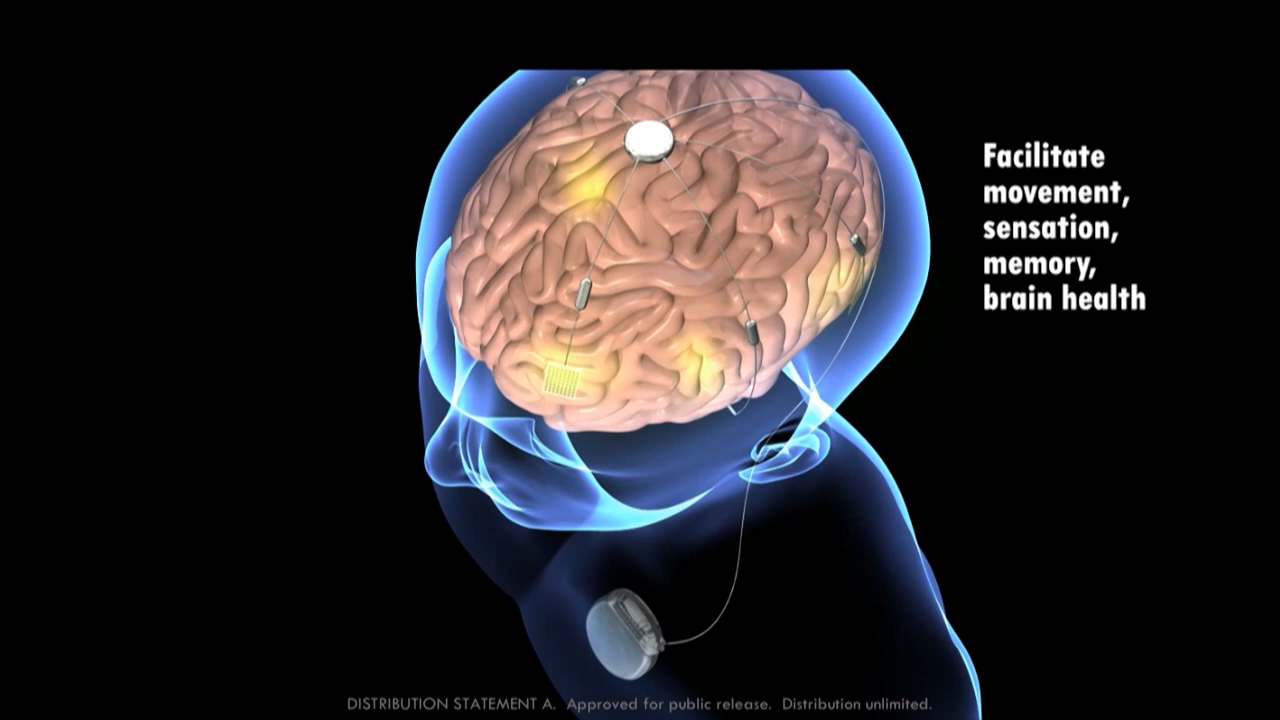 Facilitate
movement,
sensation,
memory,
brain health
DISTRIBUTION STATEMENT A.  Approved for public release.  Distribution unlimited.